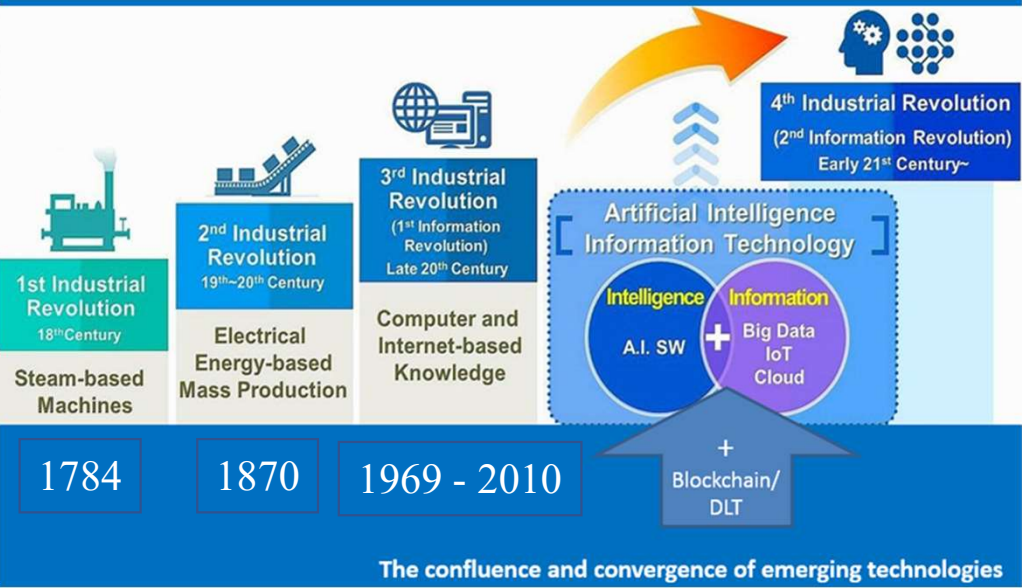 1st Industrial
Revolution
18thCentury
Steam-based
Machines
2nd Industrial
Revolution
19th~20th Century
Electrical
Energy-based
Mass Production
3rd Industrial
Revolution
(1st Information
Revolution)
Late 20th Century
Computer and
Internet-based
Knowledge
4th Industrial Revolution
(2nd Information Revolution)
Early 21st Century~
Artificial Intelligence
Information Technology
Intelligence
A.I. SW
+
Information
Big Data
IoT
Cloud
1784
1870
1969 - 2010
+
Blockchain/
DLT
The confluence and convergence of emerging technologies